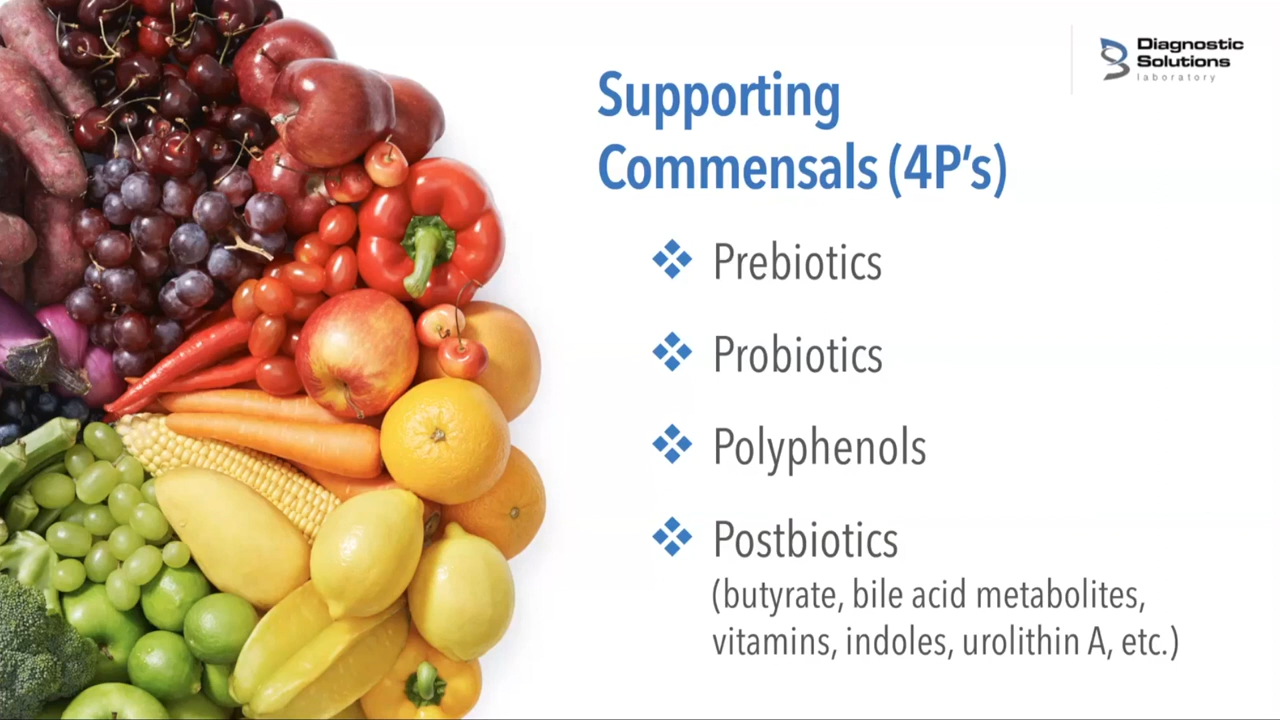 Diagnostic
Solutions
laboratory
Supporting
Commensals (4P's)
Prebiotics
Probiotics
Polyphenols
Postbiotics
(butyrate, bile acid metabolites,
vitamins, indoles, urolithin A, etc.)